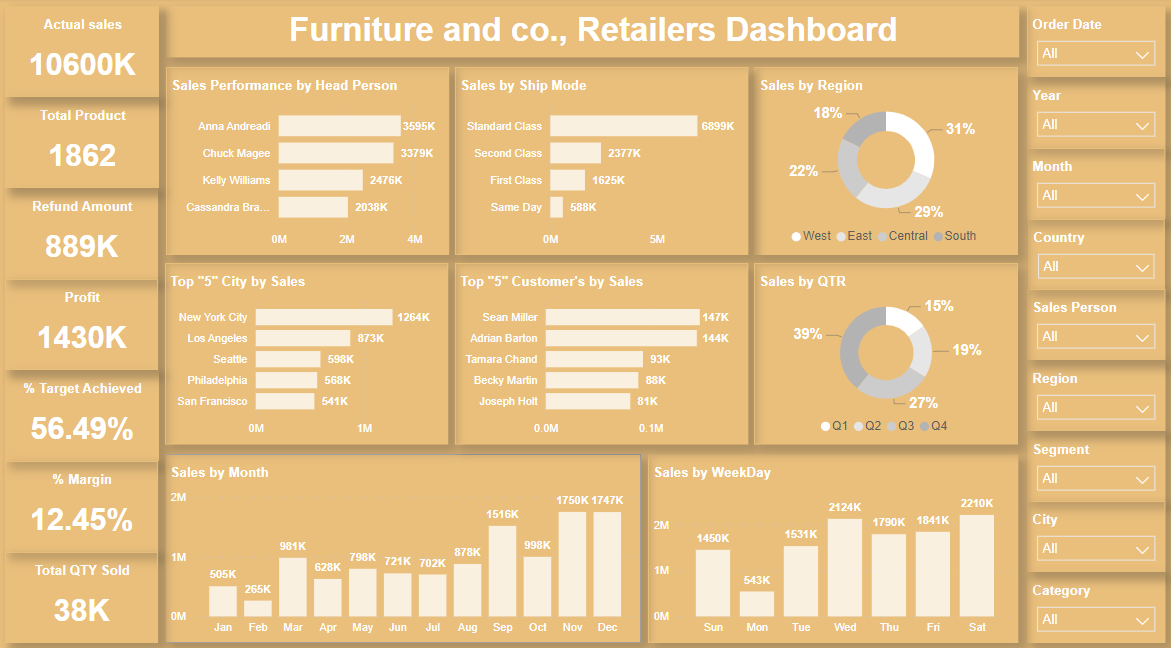 Furniture and co., Retailers Dashboard
Actual sales
10600K
Total Product
1862
Refund Amount
889K
Profit
1430K
% Target Achieved
56.49%
% Margin
12.45%
Total QTY Sold
38K
Sales Performance by Head Person
Anna Andreadi 3595K
Chuck Magee 3379K
Kelly Williams 2476K
Cassandra Bra... 2038K
0M 2M 4M
Sales by Ship Mode
Standard Class 6899K
Second Class 2377K
First Class 1625K
Same Day 588K
0M 5M
Sales by Region
18% 31%
22%
29%
West East Central South
Top "5" City by Sales
New York City 1264K
Los Angeles 873K
Seattle 598K
Philadelphia 568K
San Francisco 541K
0M 1M
Top "5" Customer's by Sales
Sean Miller 147K
Adrian Barton 144K
Tamara Chand 93K
Becky Martin 88K
Joseph Holt 81K
0.0M 0.1M
Sales by QTR
15%
39% 19%
27%
Q1 Q2 Q3 Q4
Sales by Month
2M
1M
0M
505K 265K 981K 628K 798K 721K 702K 878K 1516K 998K 1750K 1747K
Jan Feb Mar Apr May Jun Jul Aug Sep Oct Nov Dec
Sales by WeekDay
2M
1M
0M
1450K 543K 1531K 2124K 1790K 1841K 2210K
Sun Mon Tue Wed Thu Fri Sat
Order Date
All
Year
All
Month
All
Country
All
Sales Person
All
Region
All
Segment
All
City
All
Category
All